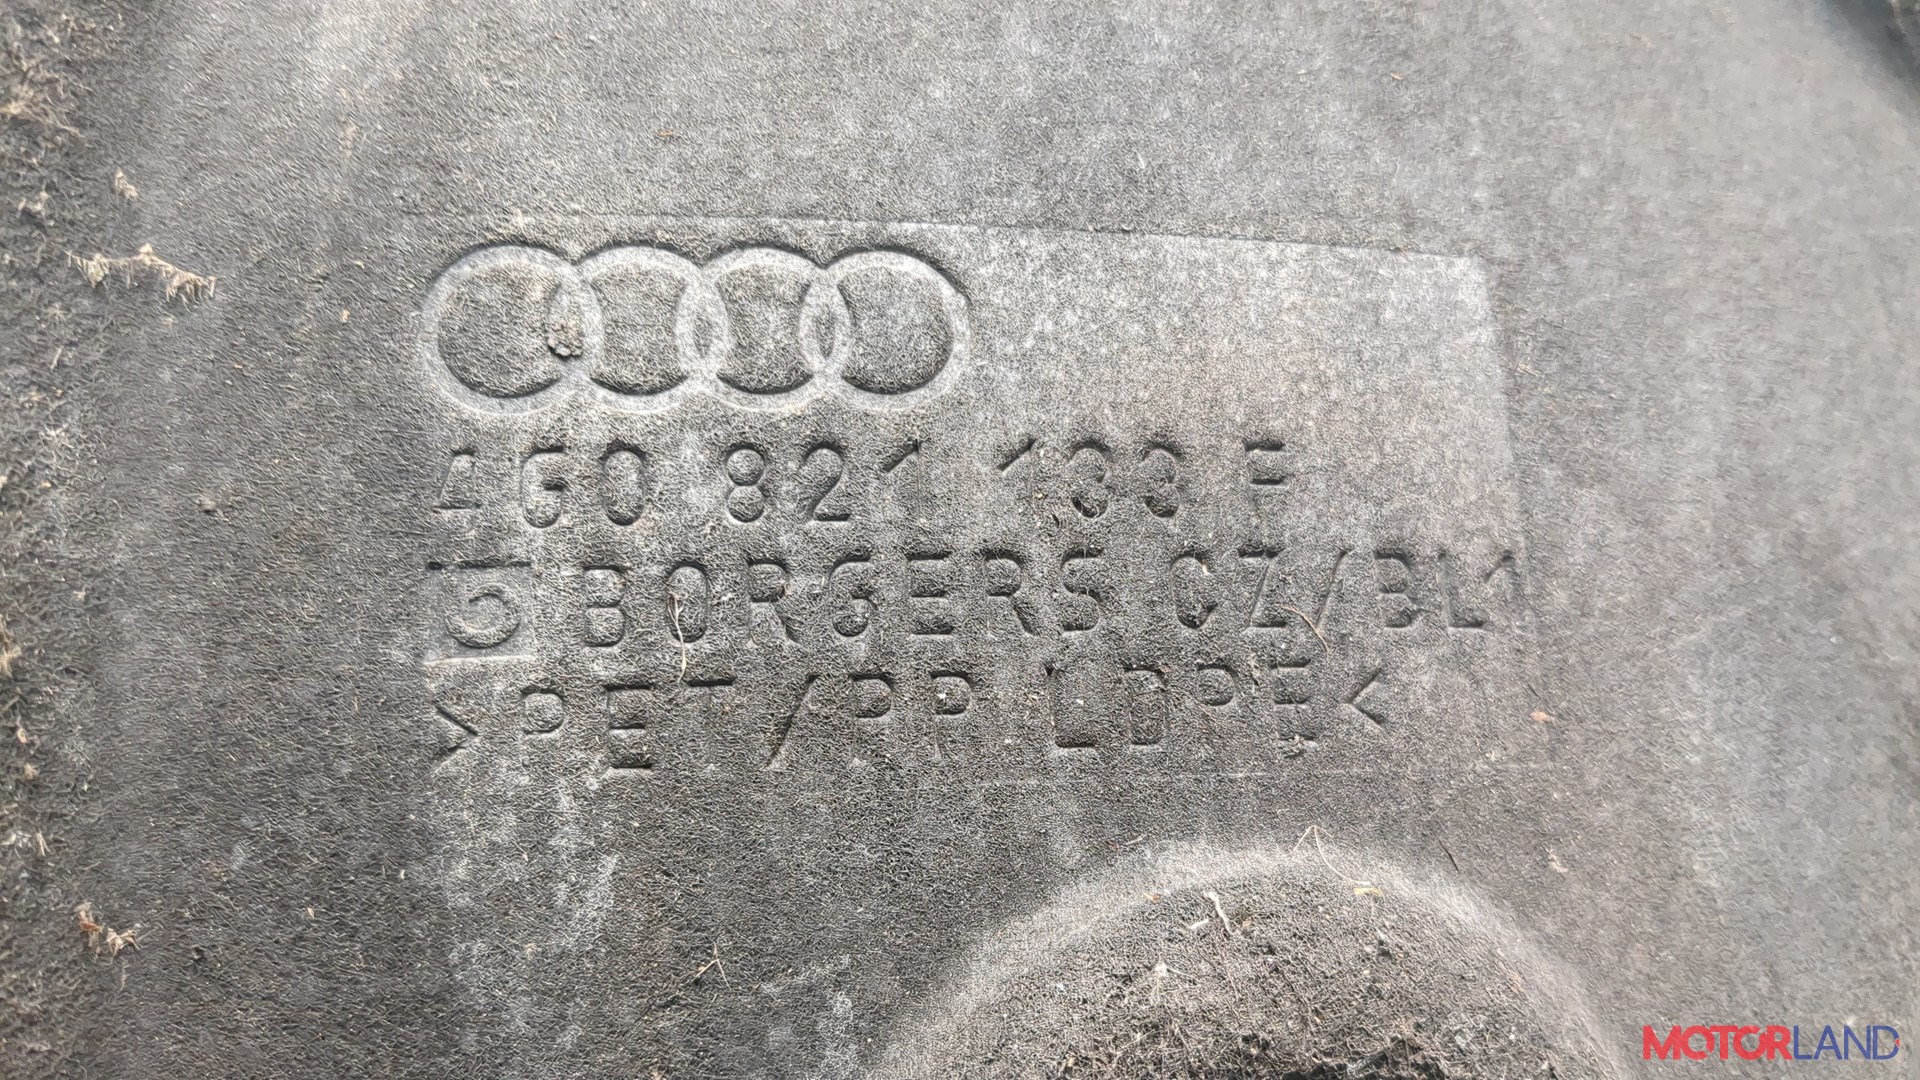 4G0 821 133 F
BORGERS CZ/BL1
>PET/PP LDPE<
MOTORLAND